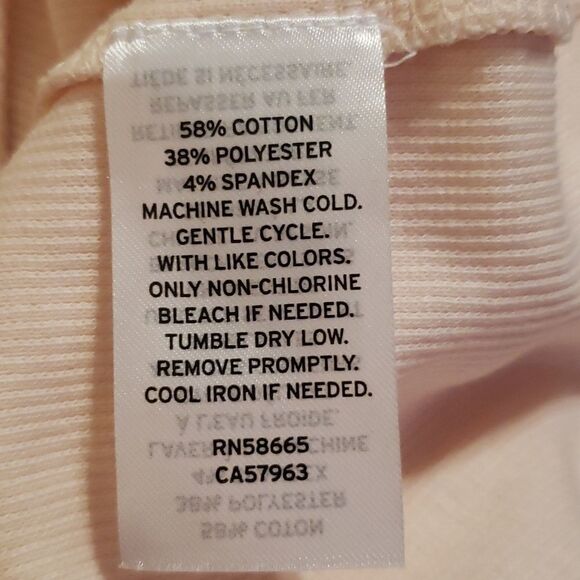 58% COTTON
38% POLYESTER
4% SPANDEX
MACHINE WASH COLD.
GENTLE CYCLE.
WITH LIKE COLORS.
ONLY NON-CHLORINE
BLEACH IF NEEDED.
TUMBLE DRY LOW.
REMOVE PROMPTLY.
COOL IRON IF NEEDED.
RN58665
CA57963